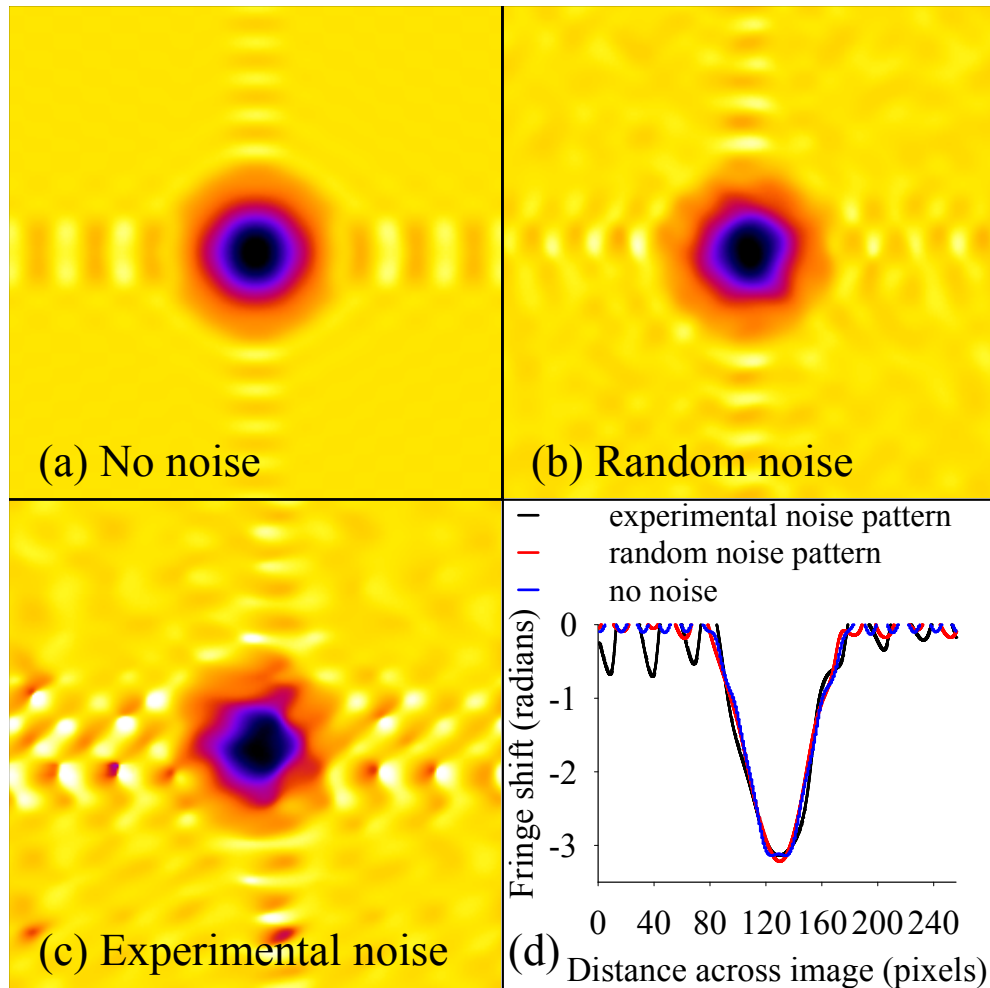 (a) No noise
(b) Random noise
(c) Experimental noise
(d)
experimental noise pattern
random noise pattern
no noise
Fringe shift (radians)
0
-1
-2
-3
0 40 80 120 160 200 240
Distance across image (pixels)